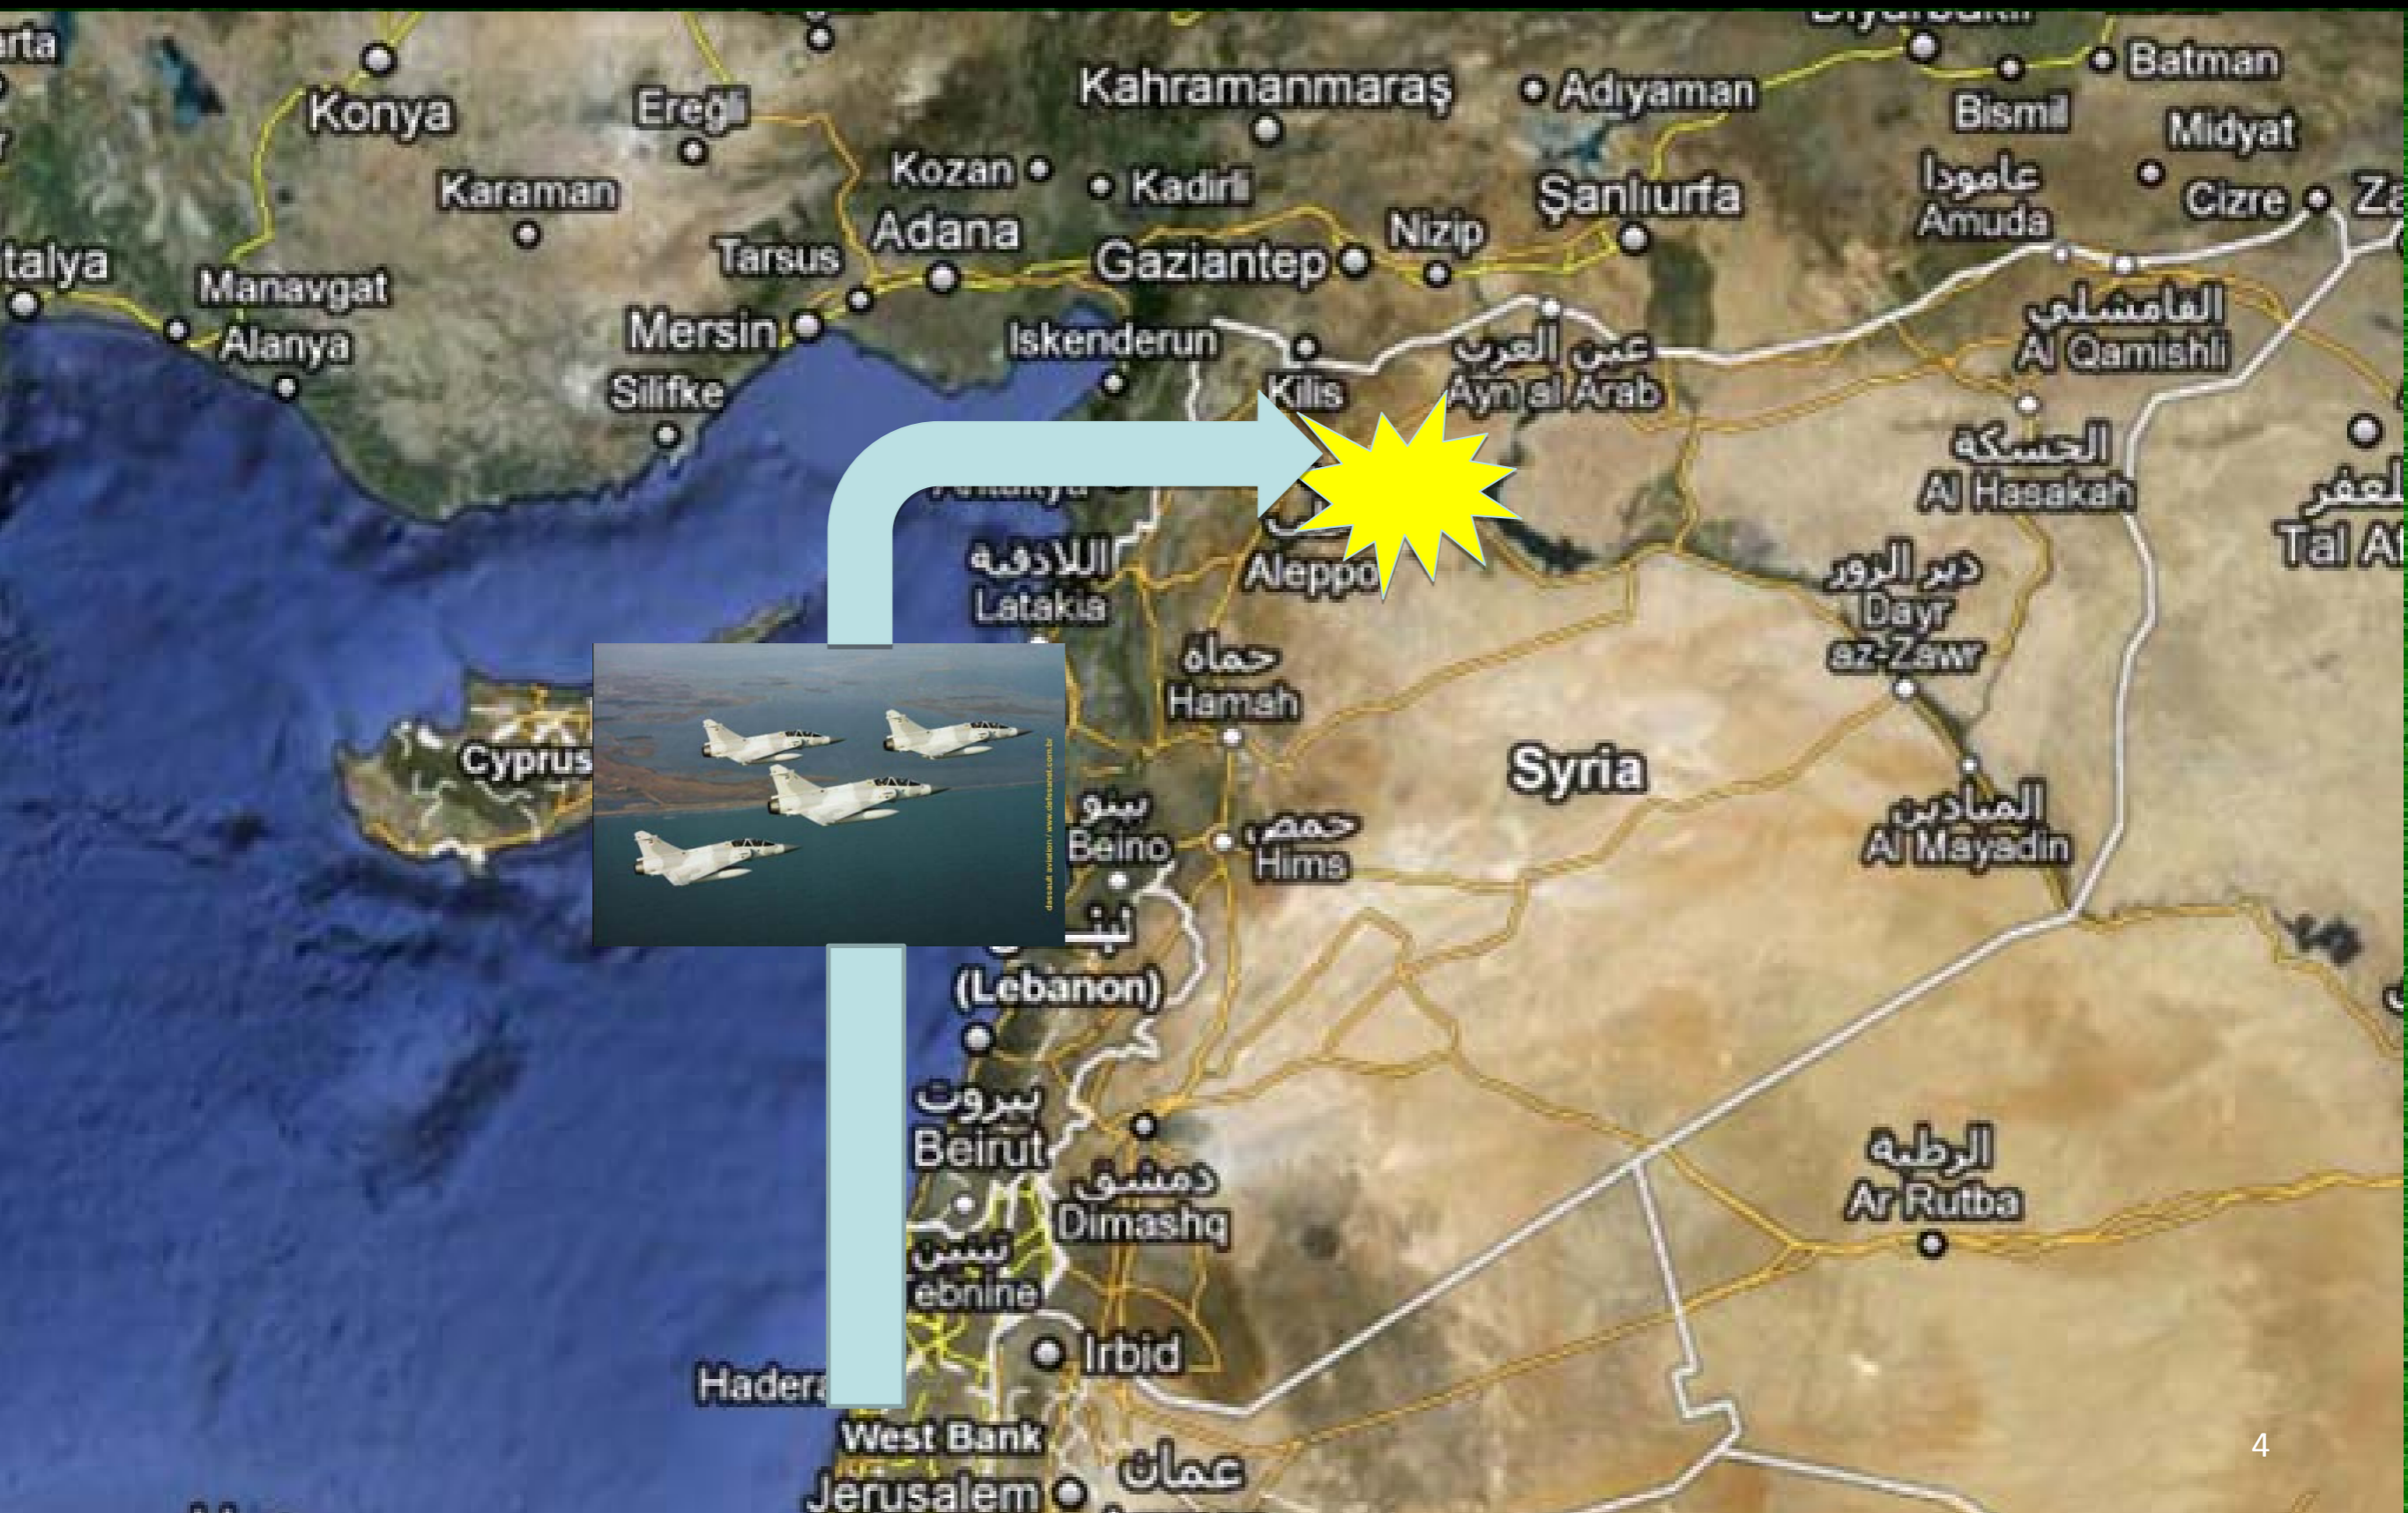 Konya
Ereğli
Kahramanmaraş
Adıyaman
Batman
Bismil
Midyat
Karaman
Kozan
Kadirli
Şanlıurfa
عامودا
Amuda
Cizre
Tarsus
Adana
Gaziantep
Nizip
Manavgat
Alanya
Mersin
Iskenderun
القامشلي
Al Qamishli
Silifke
Kilis
عين العرب
Ayn al Arab
الحسكة
Al Hasakah
اللاذقية
Latakia
Aleppo
دير الزور
Dayr
az-Zawr
حماة
Hamah
Cyprus
Syria
بينو
Beino
حمص
Hims
الميادين
Al Mayadin
(Lebanon)
بيروت
Beirut
دمشق
Dimashq
الرطبة
Ar Rutba
تبنين
Irbid
West Bank
Jerusalem
عمان
4